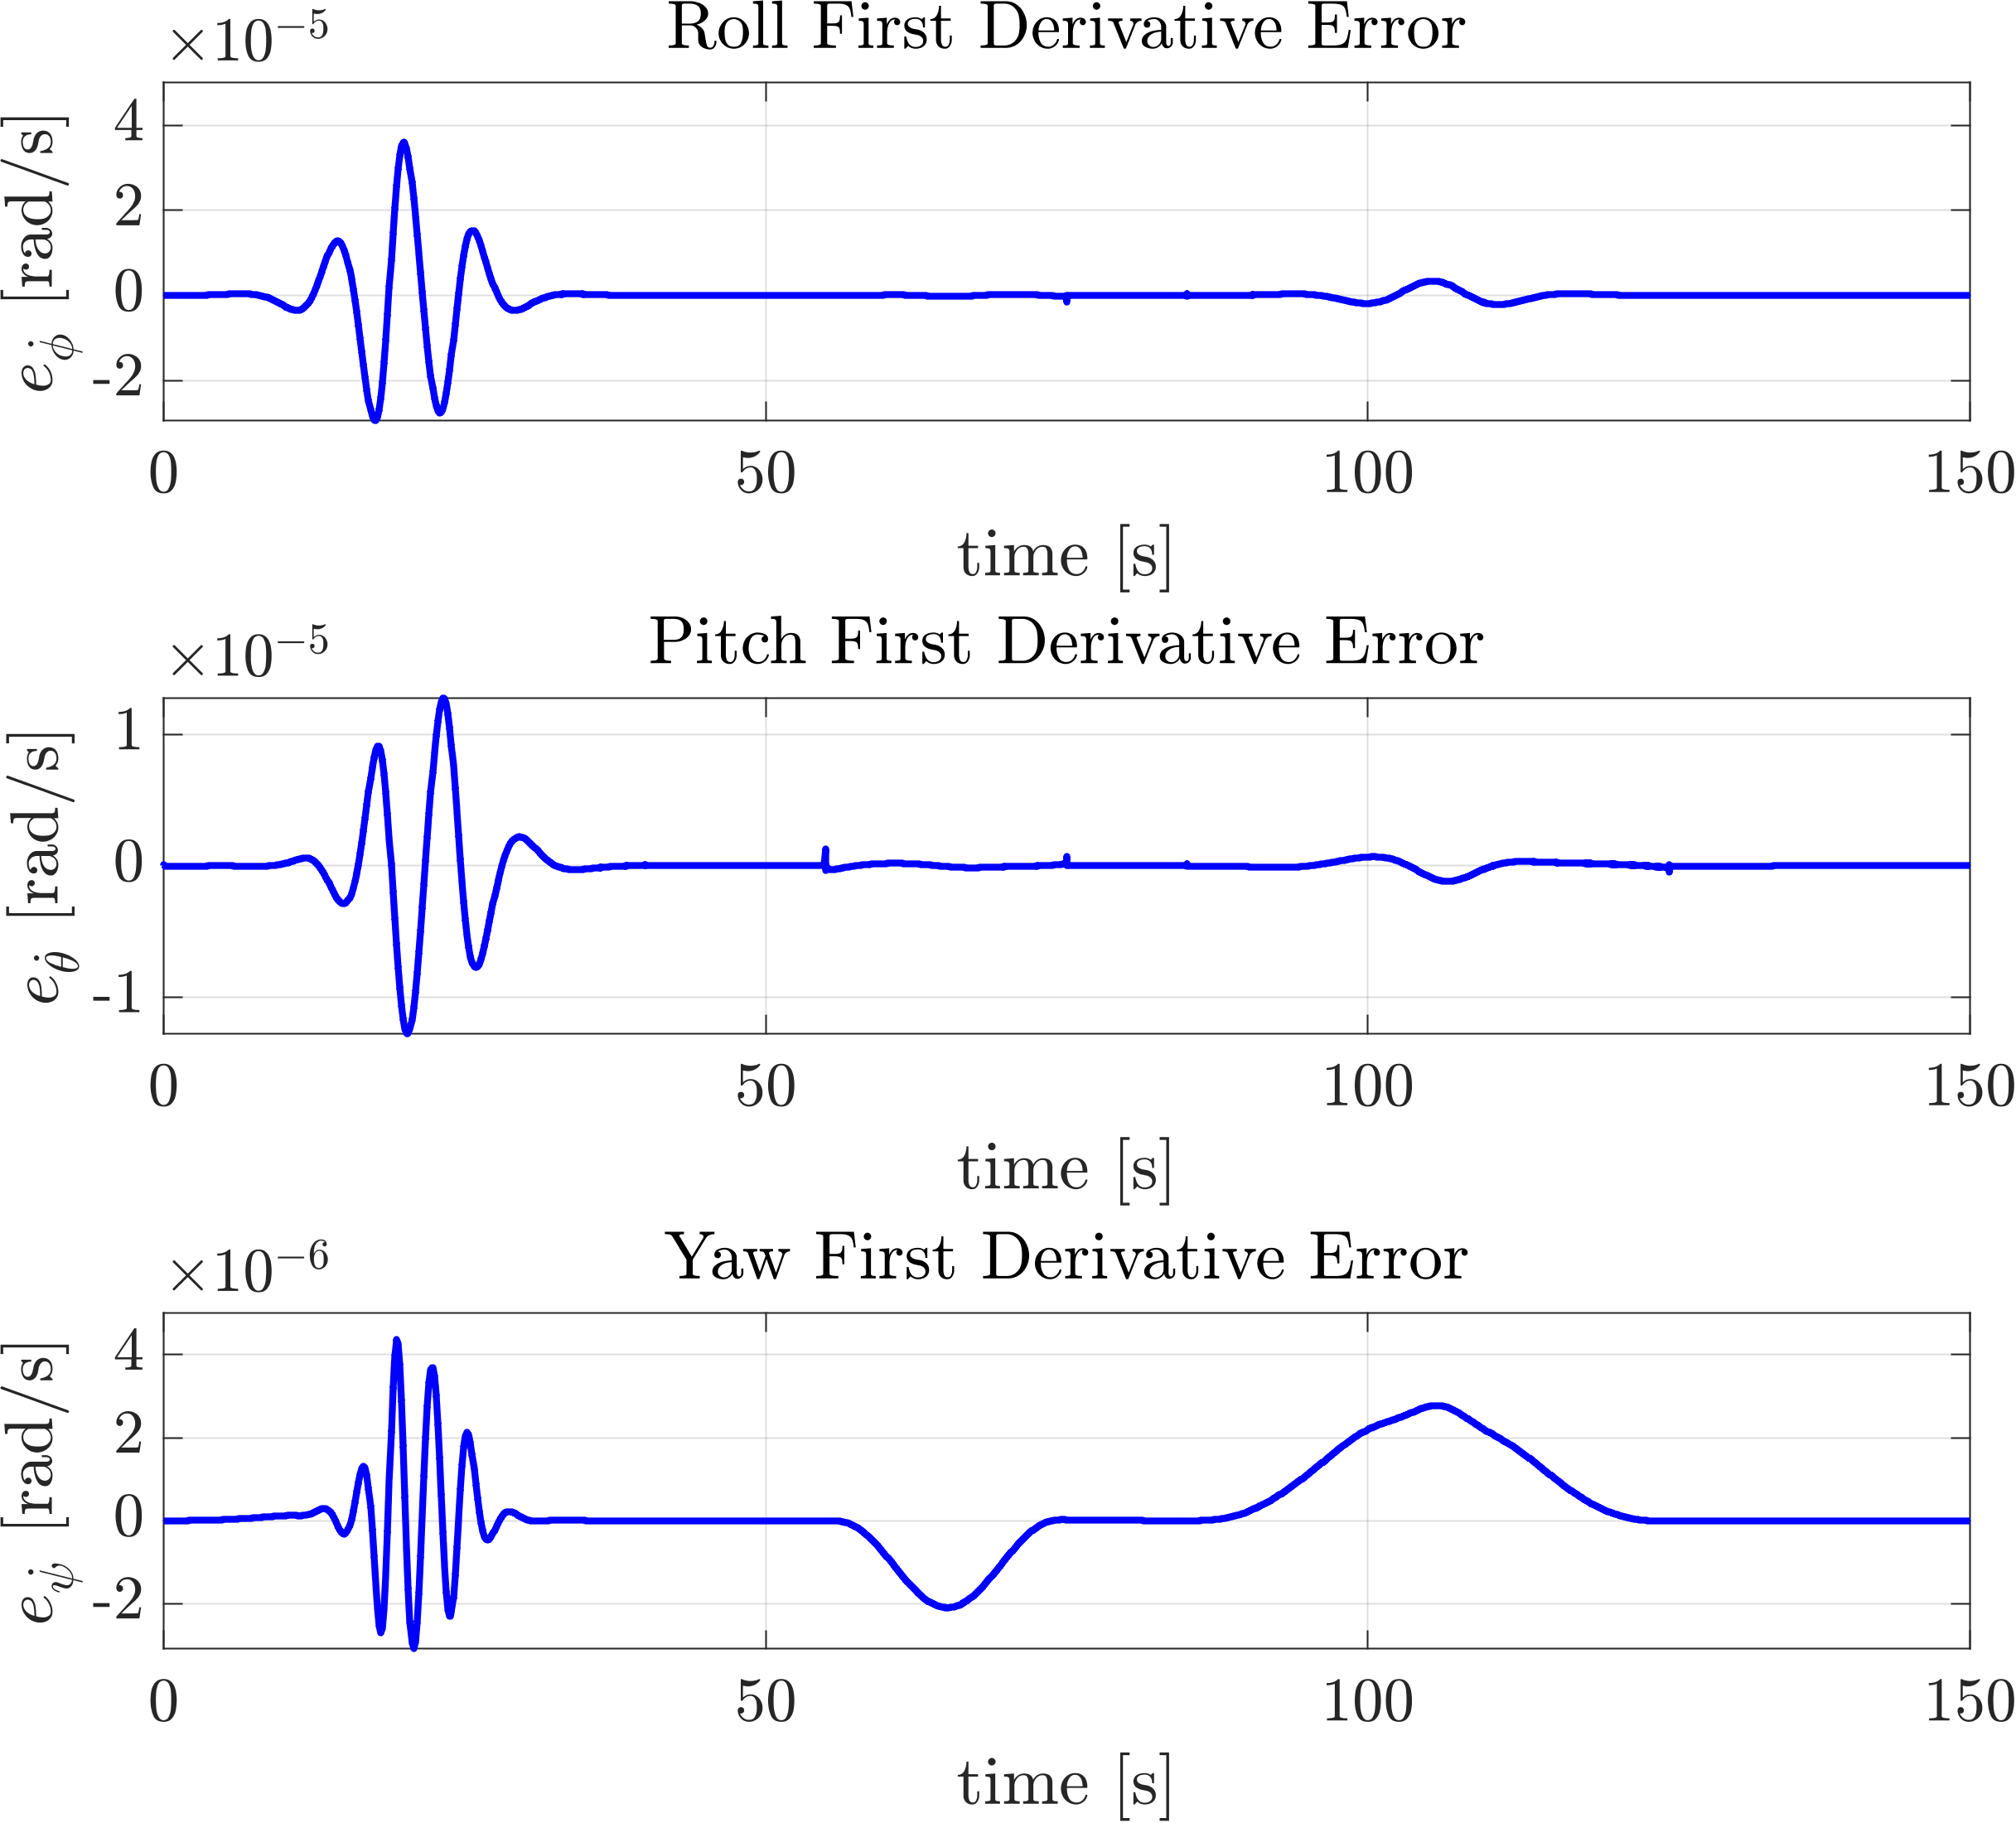 Roll First Derivative Error
×10⁻⁵
4
2
0
-2
e_φ̇ [rad/s]
0 50 100 150
time [s]
Pitch First Derivative Error
×10⁻⁵
1
0
-1
e_θ̇ [rad/s]
0 50 100 150
time [s]
Yaw First Derivative Error
×10⁻⁶
4
2
0
-2
e_ψ̇ [rad/s]
0 50 100 150
time [s]